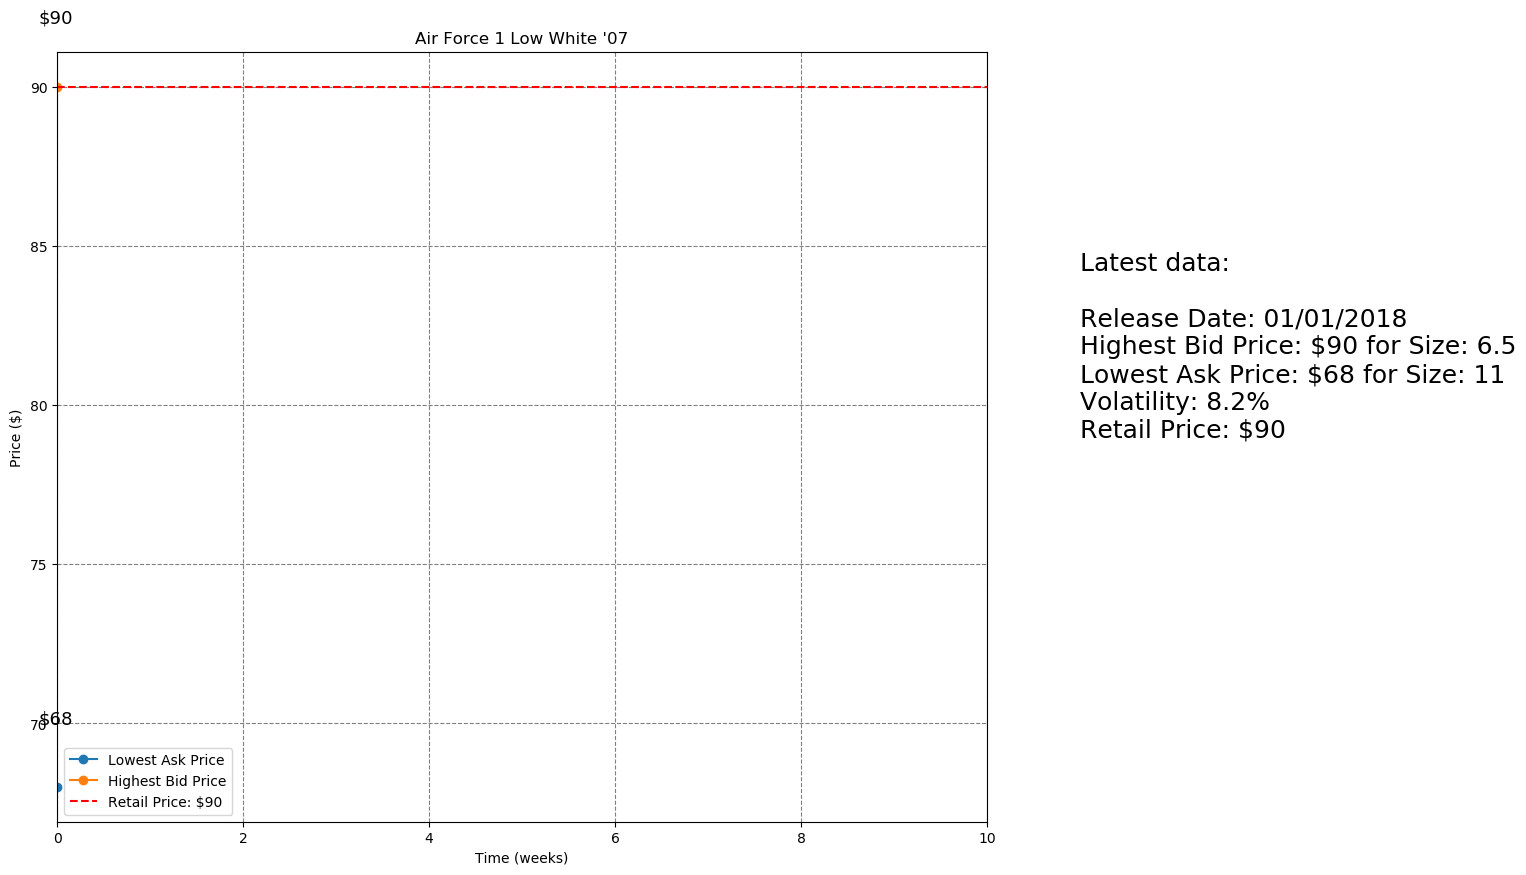 $90
Air Force 1 Low White '07
90
85
80
75
70
$68
Price ($)
Lowest Ask Price
Highest Bid Price
Retail Price: $90
0
2
4
6
8
10
Time (weeks)
Latest data:
Release Date: 01/01/2018
Highest Bid Price: $90 for Size: 6.5
Lowest Ask Price: $68 for Size: 11
Volatility: 8.2%
Retail Price: $90